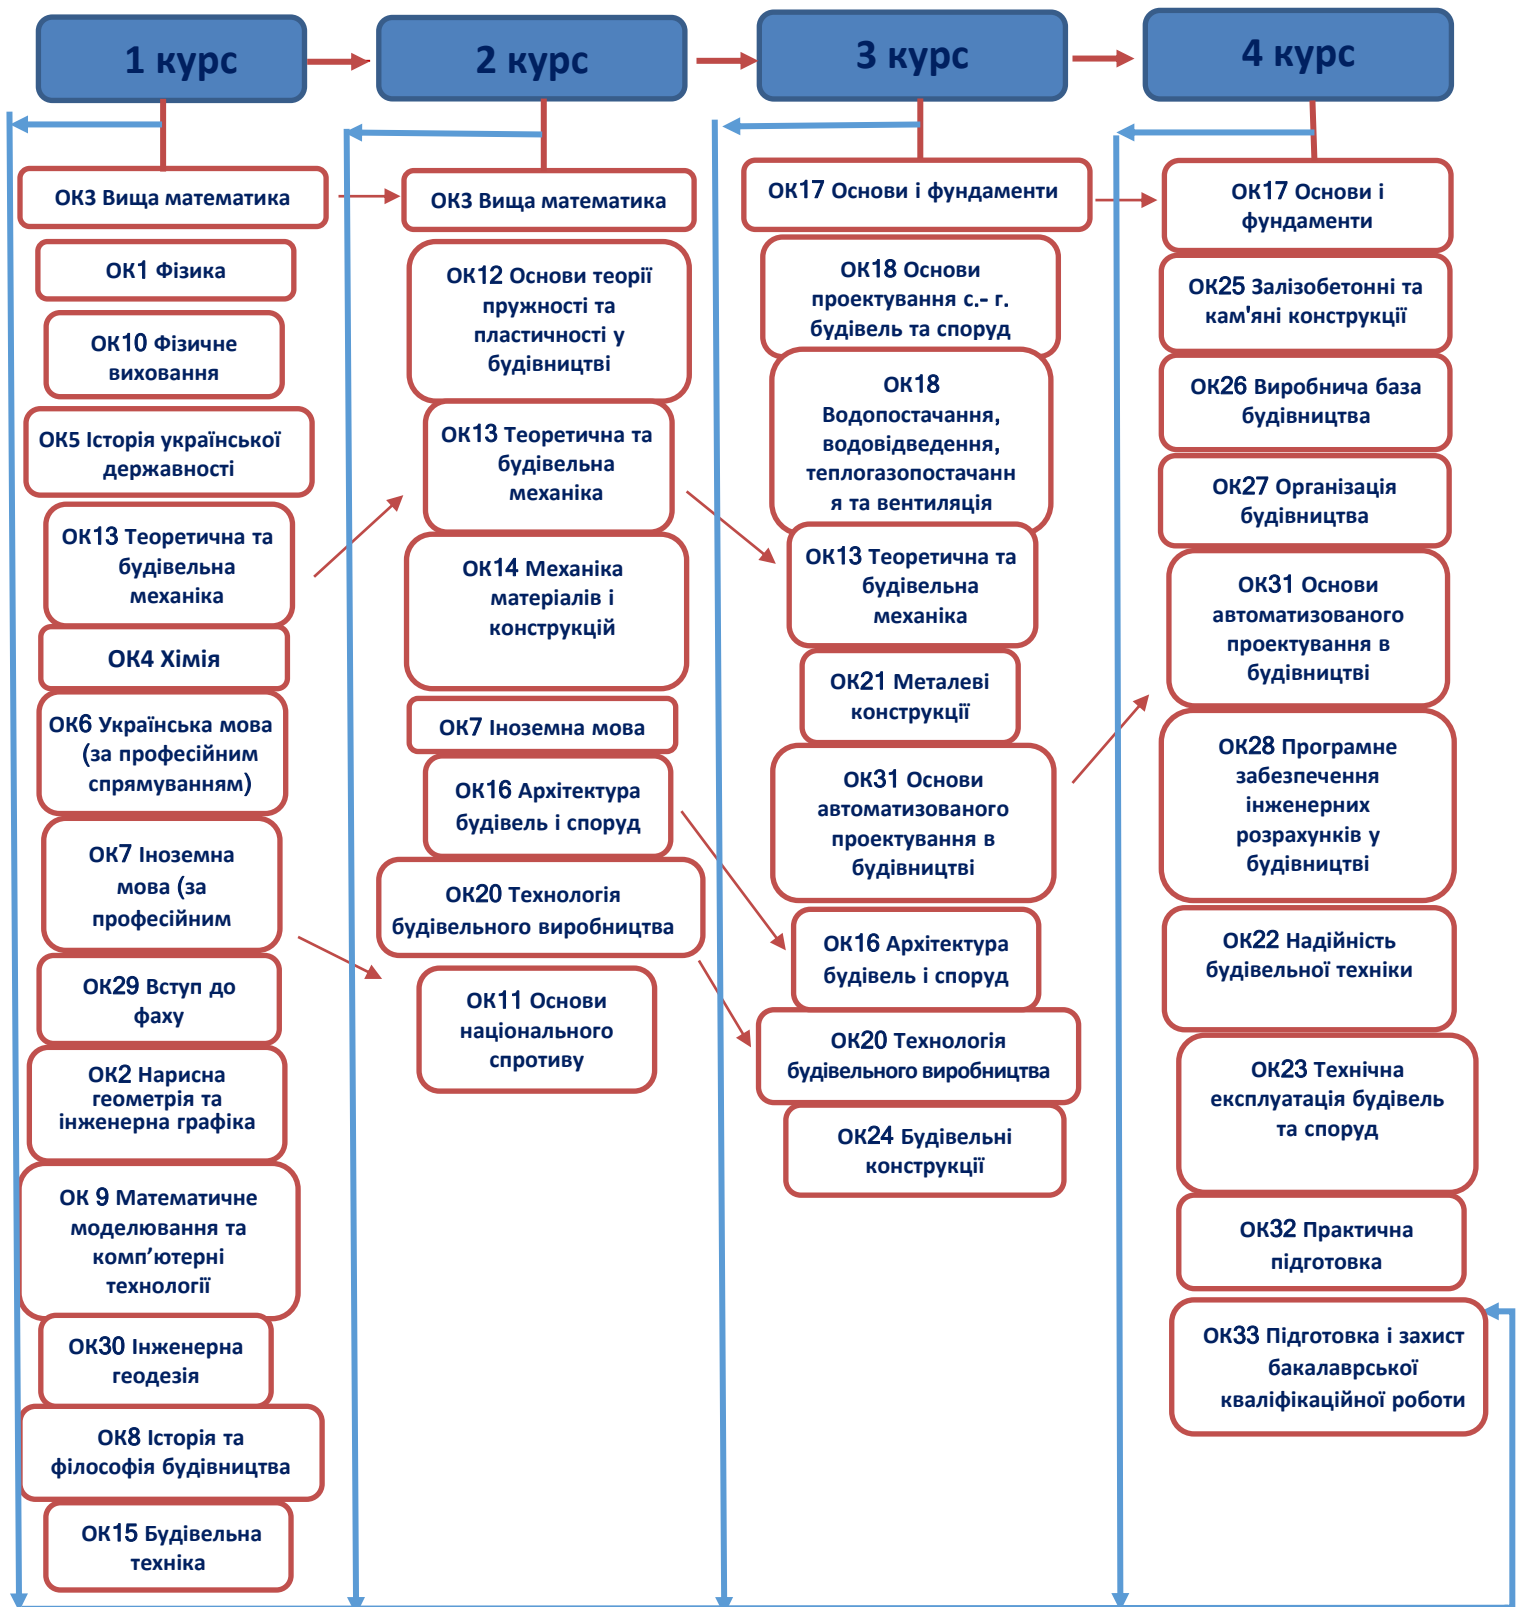 1 курс
2 курс
3 курс
4 курс
ОК3 Вища математика
ОК1 Фізика
ОК10 Фізичне
виховання
ОК5 Історія української
державності
ОК13 Теоретична та
будівельна
механіка
ОК4 Хімія
ОК6 Українська мова
(за професійним
спрямуванням)
ОК7 Іноземна
мова (за
професійним
ОК29 Вступ до
фаху
ОК2 Нарисна
геометрія та
інженерна графіка
ОК 9 Математичне
моделювання та
комп’ютерні
технології
ОК30 Інженерна
геодезія
ОК8 Історія та
філософія будівництва
ОК15 Будівельна
техніка
ОК3 Вища математика
ОК12 Основи теорії
пружності та
пластичності у
будівництві
ОК13 Теоретична та
будівельна
механіка
ОК14 Механіка
матеріалів і
конструкцій
ОК7 Іноземна мова
ОК16 Архітектура
будівель і споруд
ОК20 Технологія
будівельного виробництва
ОК11 Основи
національного
спротиву
ОК17 Основи і фундаменти
ОК18 Основи
проектування с.- г.
будівель та споруд
ОК18
Водопостачання,
водовідведення,
теплогазопостачанн
я та вентиляція
ОК13 Теоретична та
будівельна
механіка
ОК21 Металеві
конструкції
ОК31 Основи
автоматизованого
проектування в
будівництві
ОК16 Архітектура
будівель і споруд
ОК20 Технологія
будівельного виробництва
ОК24 Будівельні
конструкції
ОК17 Основи і
фундаменти
ОК25 Залізобетонні та
кам'яні конструкції
ОК26 Виробнича база
будівництва
ОК27 Організація
будівництва
ОК31 Основи
автоматизованого
проектування в
будівництві
ОК28 Програмне
забезпечення
інженерних
розрахунків у
будівництві
ОК22 Надійність
будівельної техніки
ОК23 Технічна
експлуатація будівель
та споруд
ОК32 Практична
підготовка
ОК33 Підготовка і захист
бакалаврської
кваліфікаційної роботи